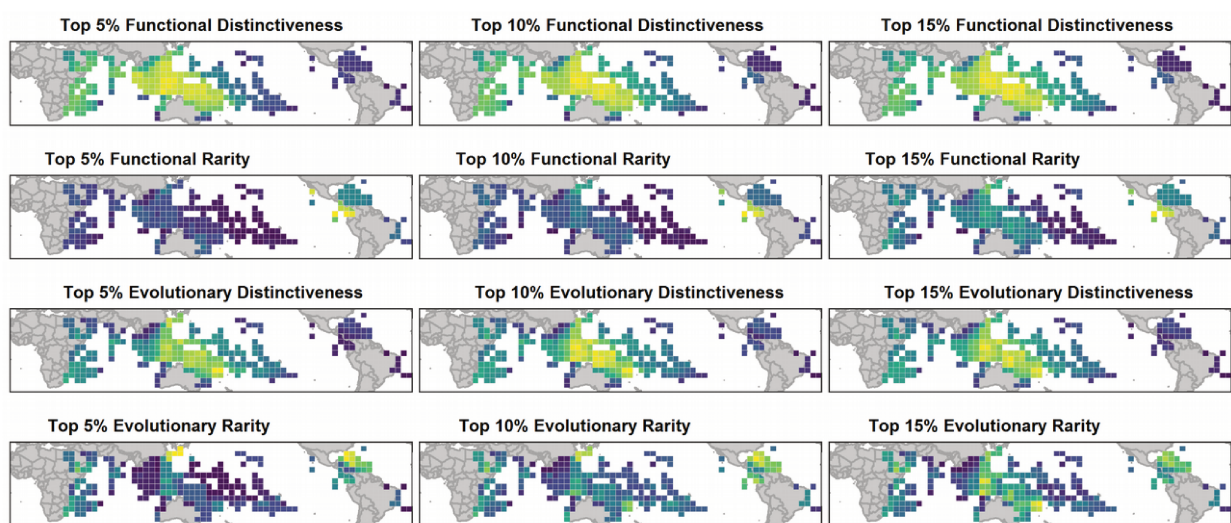 Top 5% Functional Distinctiveness
Top 10% Functional Distinctiveness
Top 15% Functional Distinctiveness
Top 5% Functional Rarity
Top 10% Functional Rarity
Top 15% Functional Rarity
Top 5% Evolutionary Distinctiveness
Top 10% Evolutionary Distinctiveness
Top 15% Evolutionary Distinctiveness
Top 5% Evolutionary Rarity
Top 10% Evolutionary Rarity
Top 15% Evolutionary Rarity